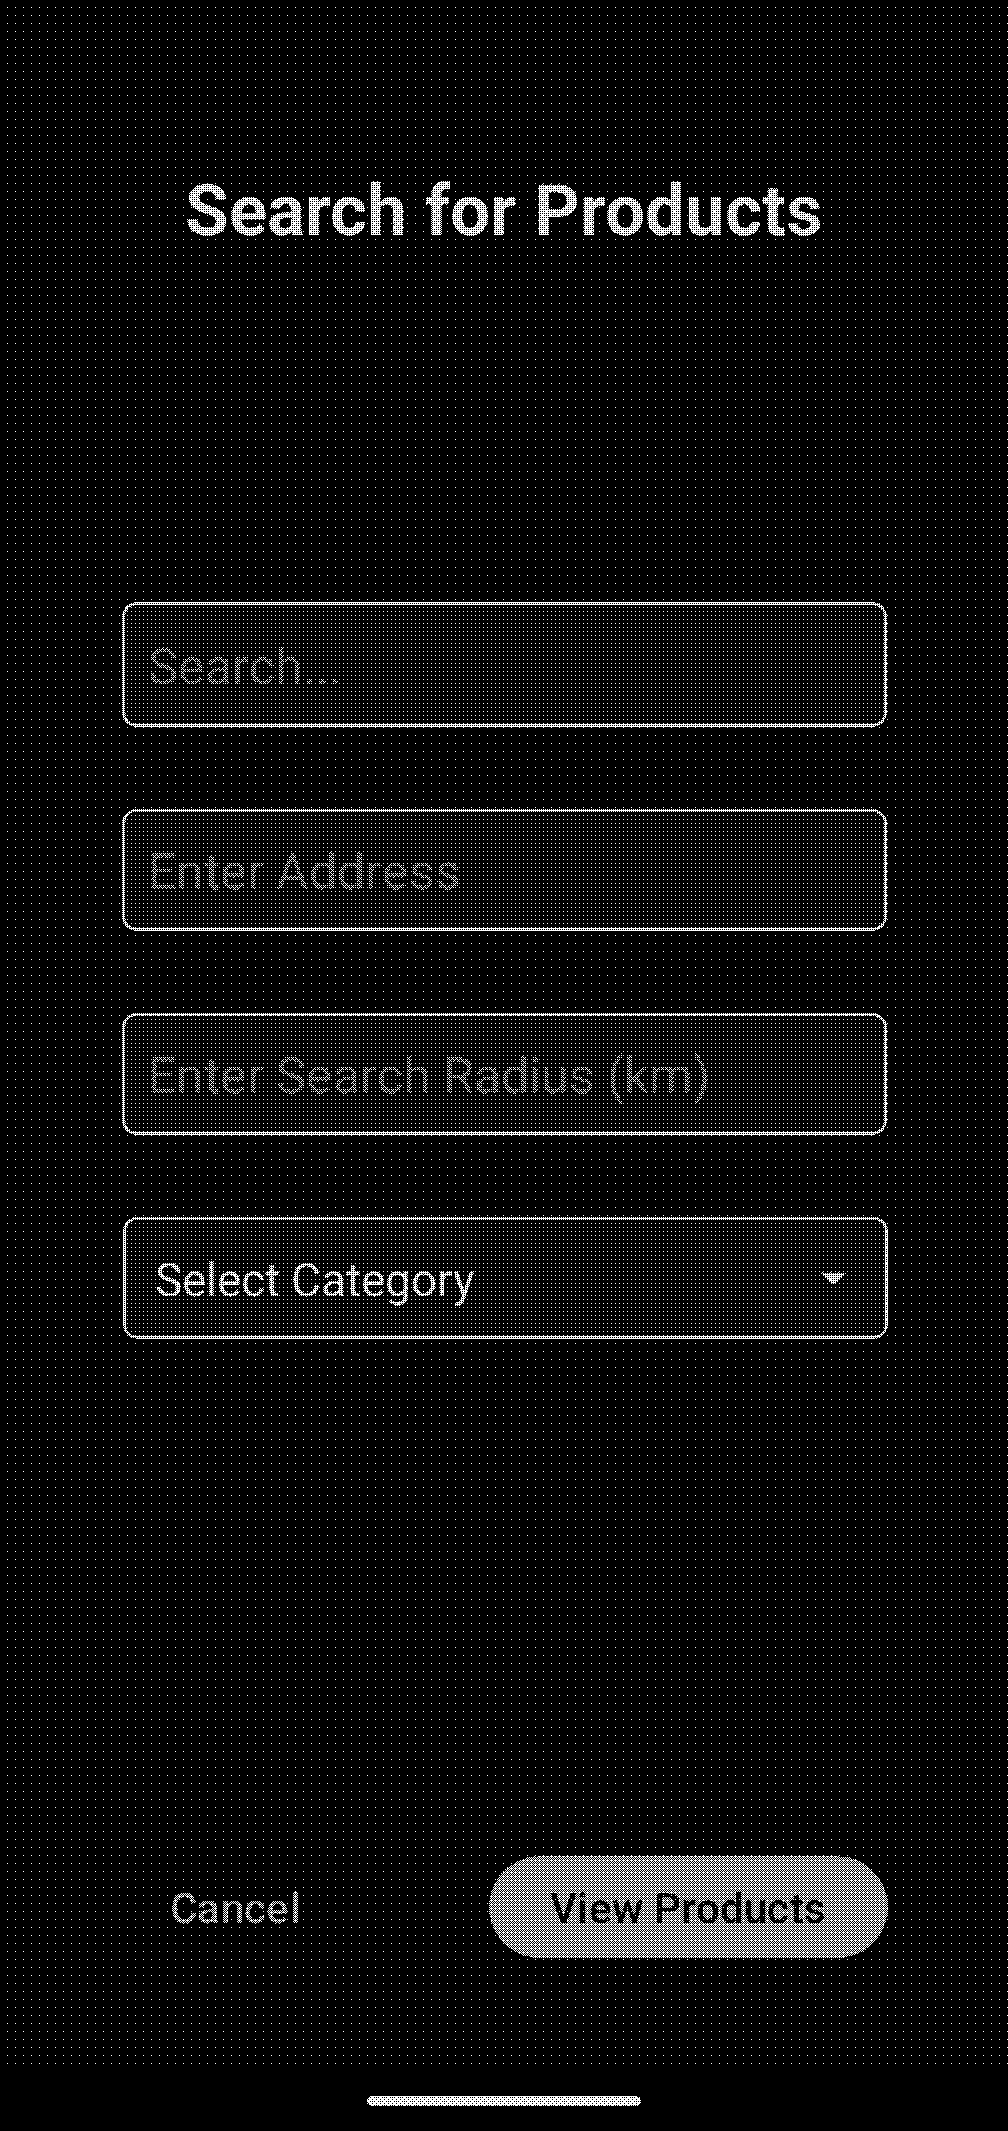 Search for Products
Search...
Enter Address
Enter Search Radius (km)
Select Category
Cancel
View Products